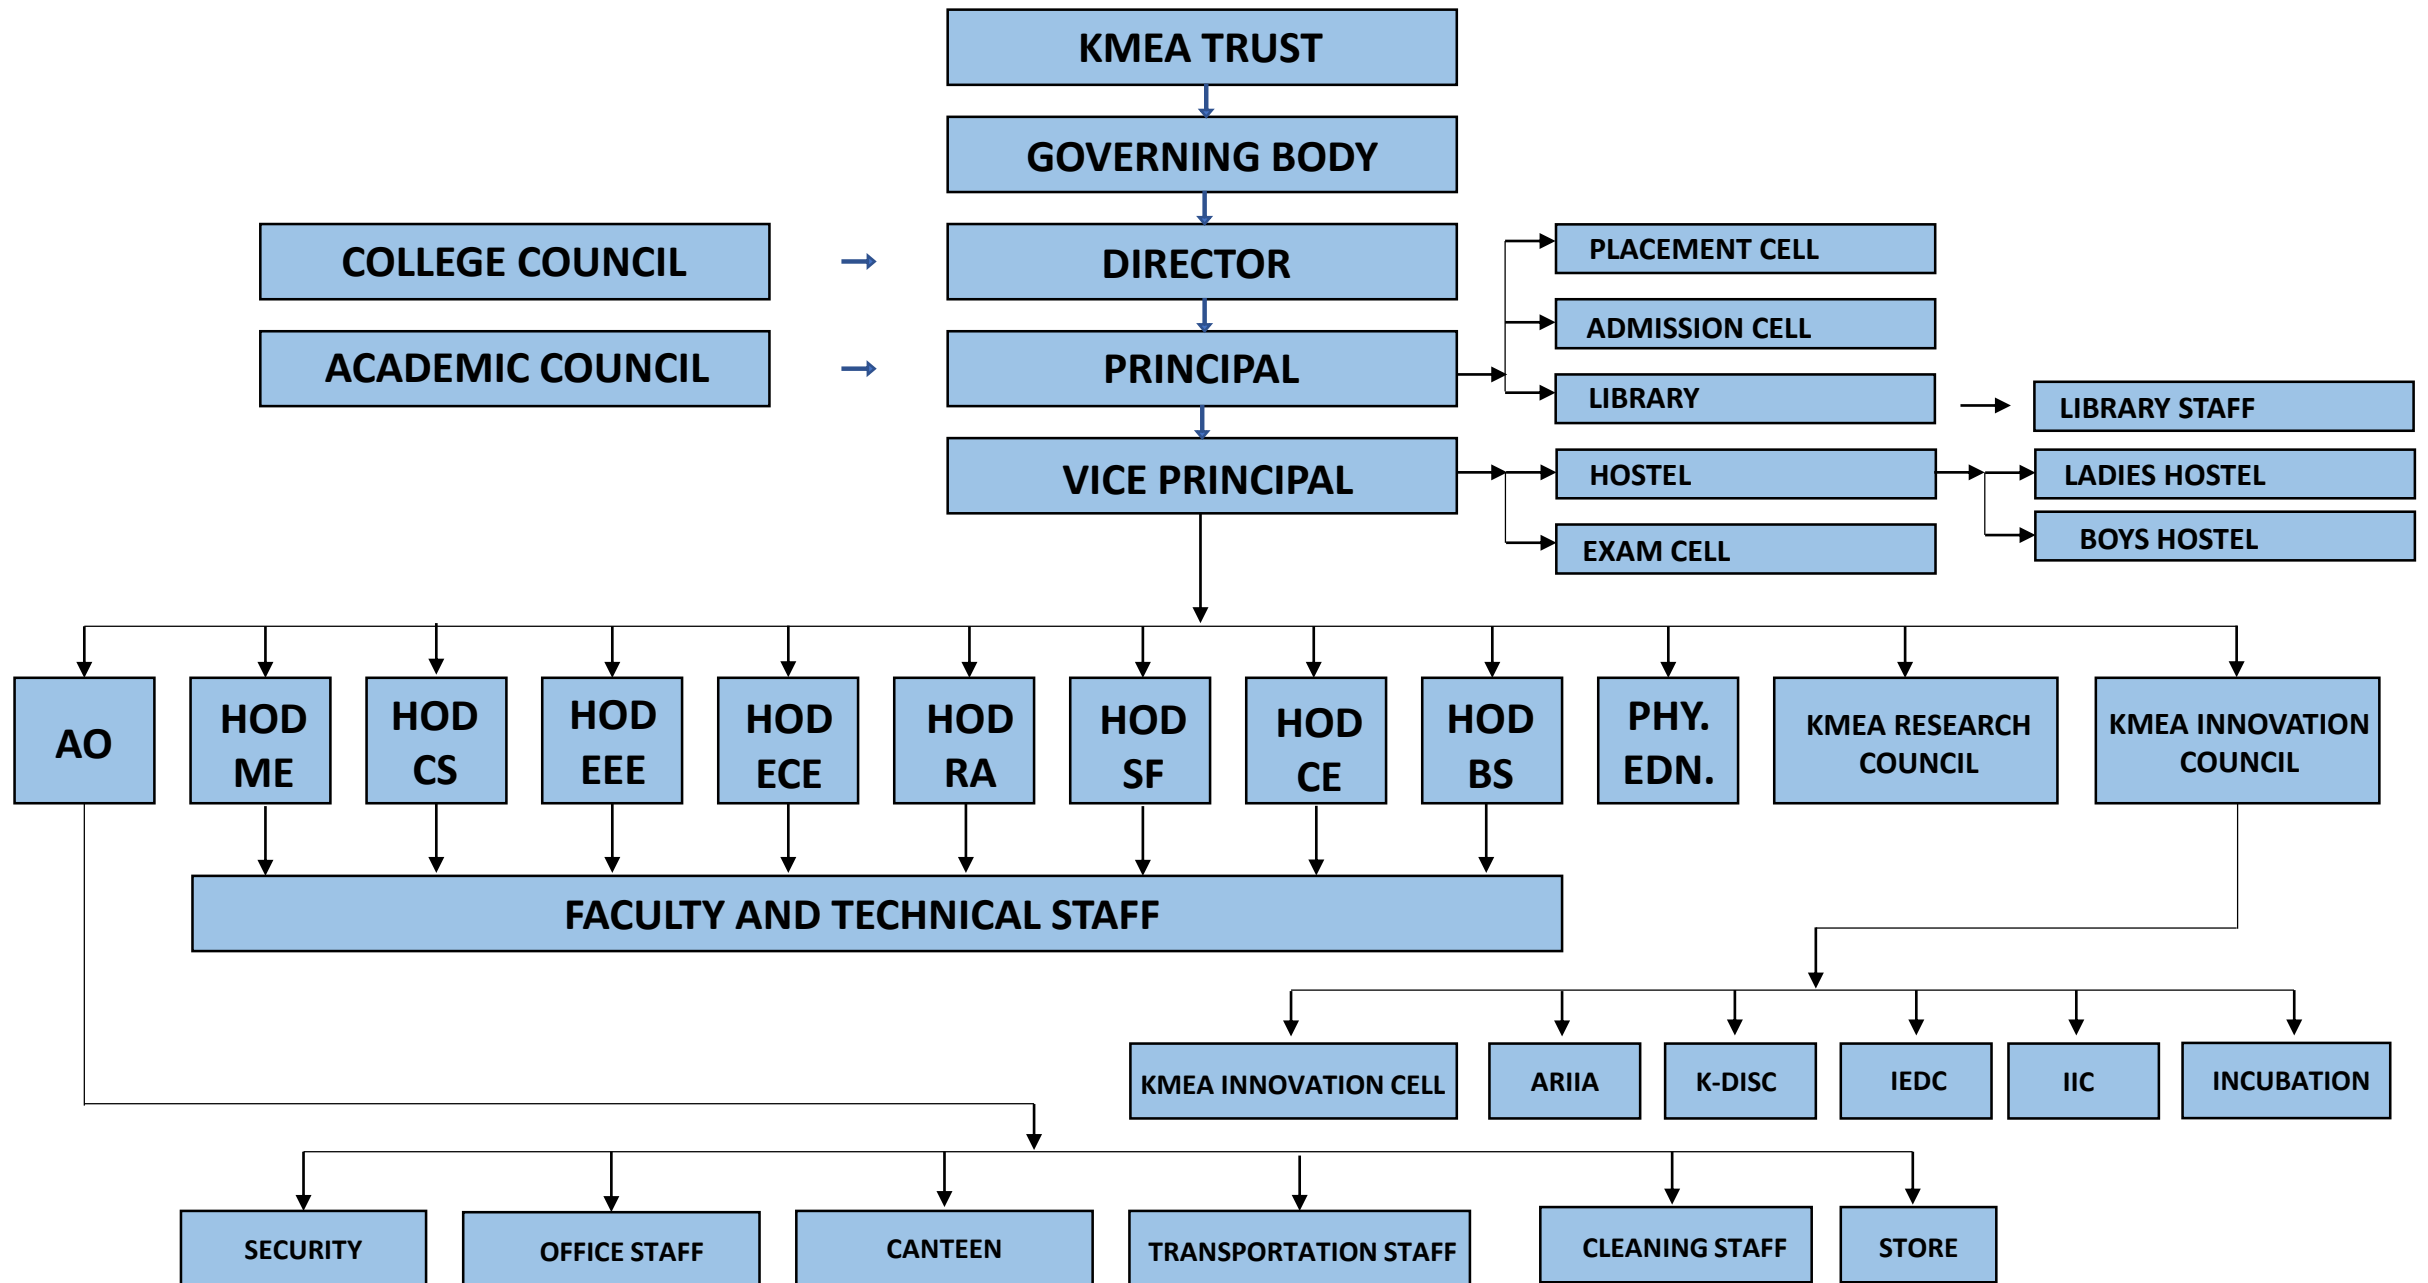 KMEA TRUST
GOVERNING BODY
COLLEGE COUNCIL
DIRECTOR
PLACEMENT CELL
ADMISSION CELL
ACADEMIC COUNCIL
PRINCIPAL
LIBRARY
LIBRARY STAFF
VICE PRINCIPAL
HOSTEL
LADIES HOSTEL
EXAM CELL
BOYS HOSTEL
AO
HOD
ME
HOD
CS
HOD
EEE
HOD
ECE
HOD
RA
HOD
SF
HOD
CE
HOD
BS
PHY.
EDN.
KMEA RESEARCH
COUNCIL
KMEA INNOVATION
COUNCIL
FACULTY AND TECHNICAL STAFF
KMEA INNOVATION CELL
ARIIA
K-DISC
IEDC
IIC
INCUBATION
SECURITY
OFFICE STAFF
CANTEEN
TRANSPORTATION STAFF
CLEANING STAFF
STORE